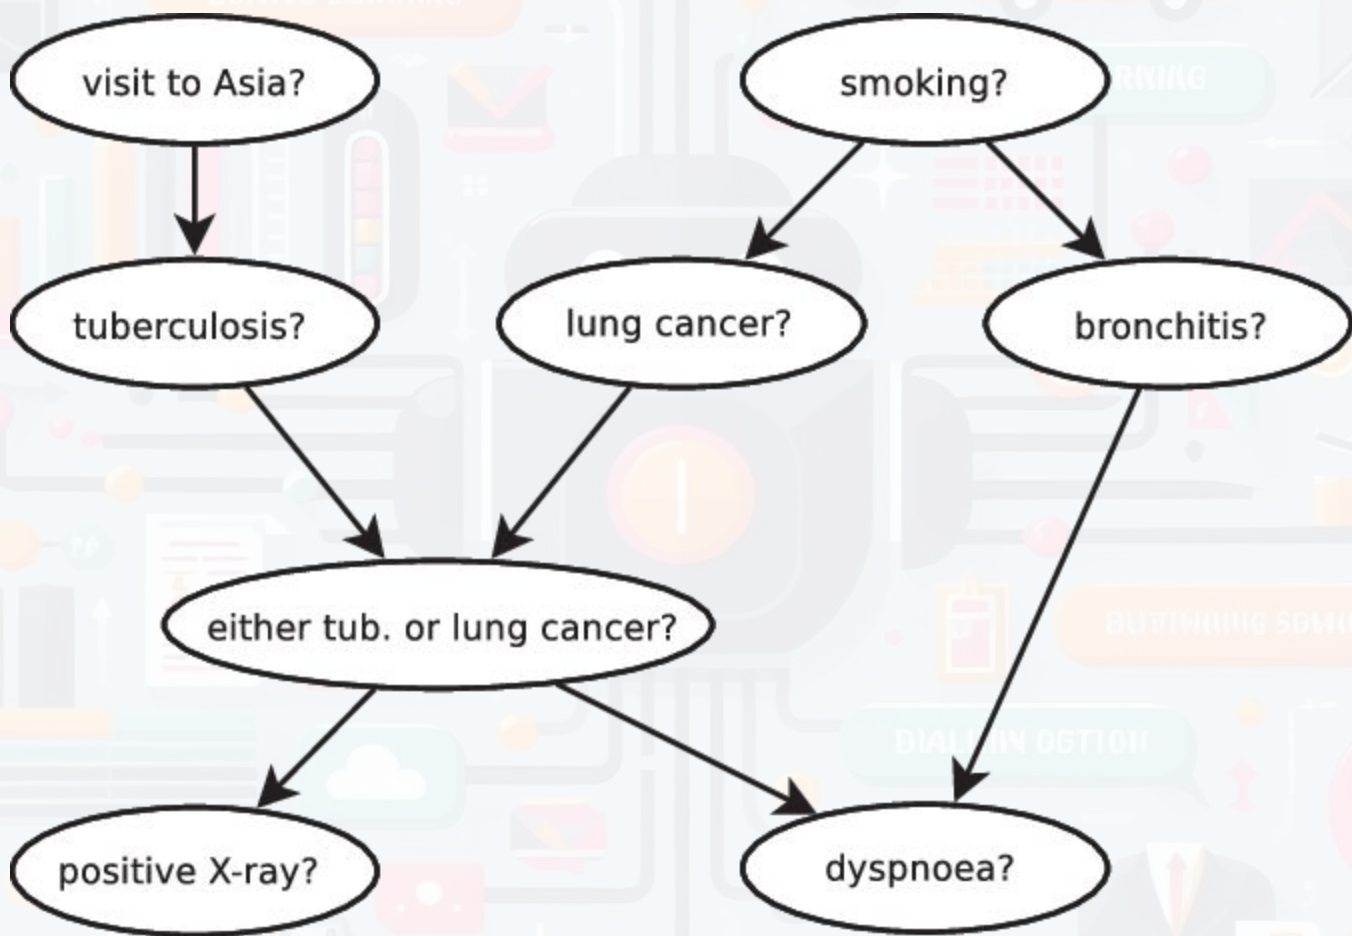 visit to Asia?
smoking?
tuberculosis?
lung cancer?
bronchitis?
either tub. or lung cancer?
positive X-ray?
dyspnoea?